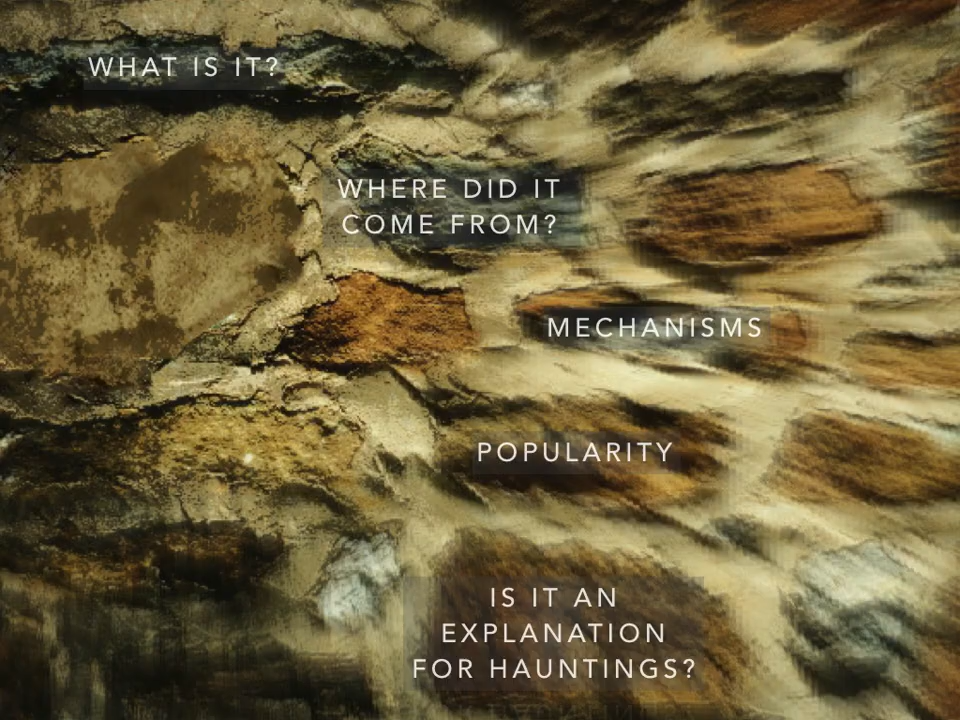 WHAT IS IT?
WHERE DID IT
COME FROM?
MECHANISMS
POPULARITY
IS IT AN
EXPLANATION
FOR HAUNTINGS?